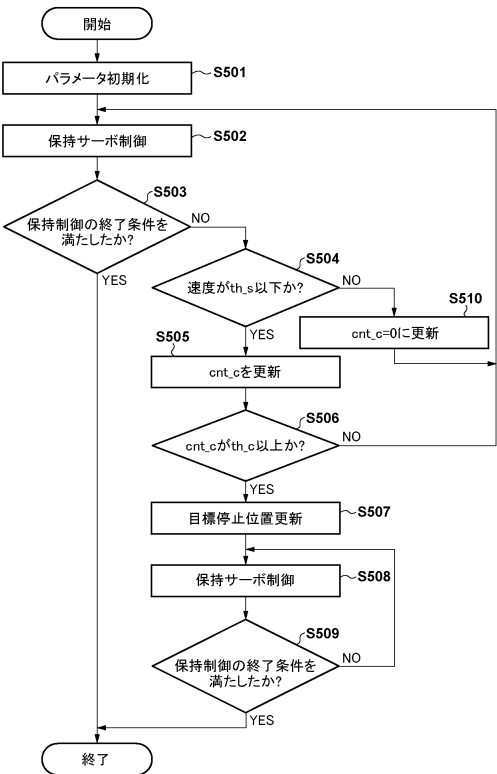 開始
パラメータ初期化
S501
保持サーボ制御
S502
保持制御の終了条件を
満たしたか?
S503
NO
YES
速度がth_s以下か?
S504
NO
YES
cnt_c=0に更新
S510
cnt_cを更新
S505
cnt_cがth_c以上か?
S506
NO
YES
目標停止位置更新
S507
保持サーボ制御
S508
保持制御の終了条件を
満たしたか?
S509
NO
YES
終了